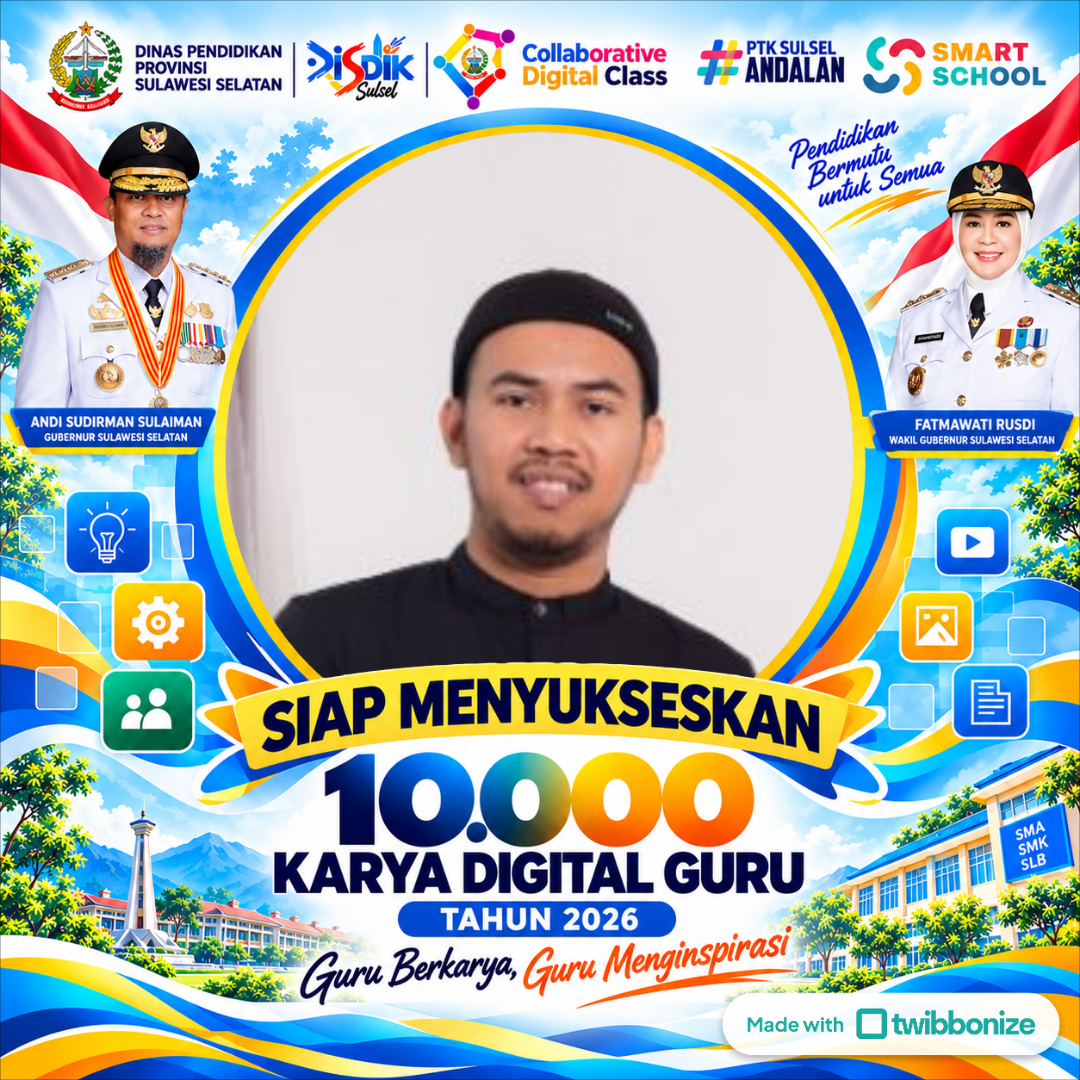 DINAS PENDIDIKAN
PROVINSI
SULAWESI SELATAN
DISDIK
Sulsel
Collaborative
Digital Class
#PTK SULSEL
ANDALAN
SMART
SCHOOL
Pendidikan
Bermutu
untuk Semua
ANDI SUDIRMAN SULAIMAN
GUBERNUR SULAWESI SELATAN
FATMAWATI RUSDI
WAKIL GUBERNUR SULAWESI SELATAN
SIAP MENYUKSESKAN
10.000
KARYA DIGITAL GURU
TAHUN 2026
Guru Berkarya, Guru Menginspirasi
SMA
SMK
SLB
Made with twibbonize